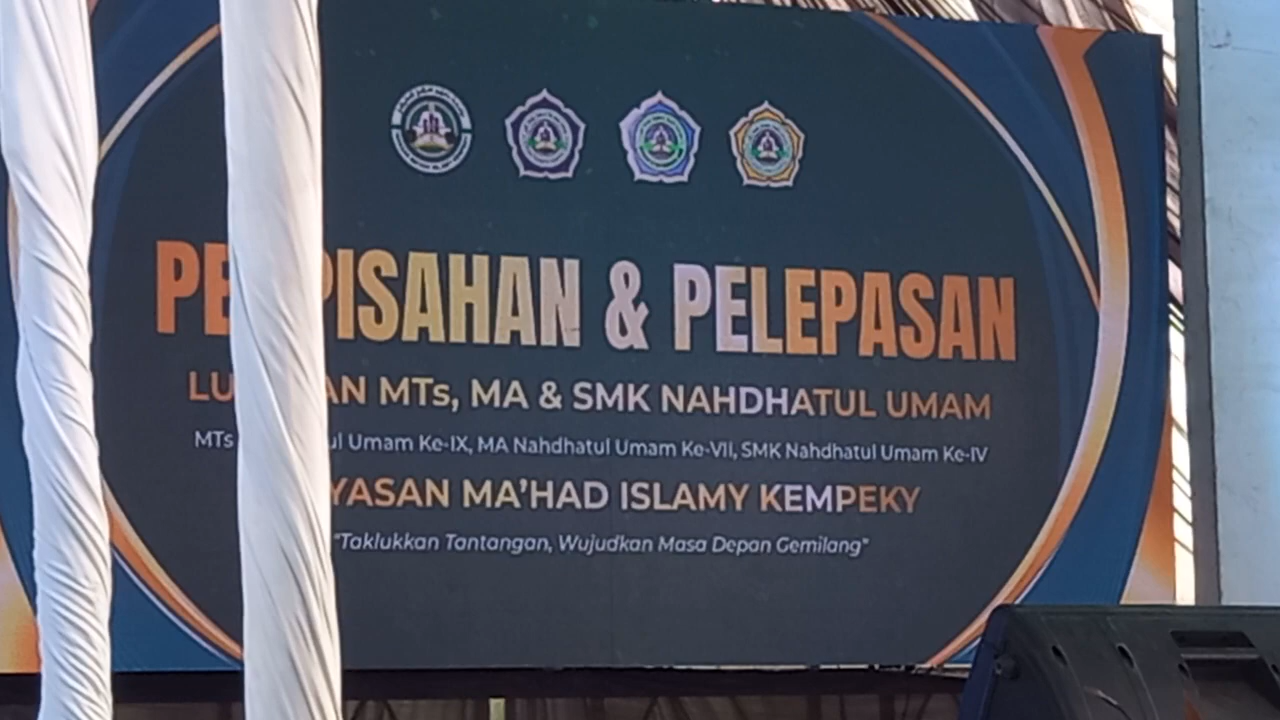 PE PISAHAN & PELEPASAN
LU AN MTs, MA & SMK NAHDHATUL UMAM
MTs ul Umam Ke-IX, MA Nahdhatul Umam Ke-VII, SMK Nahdhatul Umam Ke-IV
YASAN MA'HAD ISLAMY KEMPEKY
"Taklukkan Tantangan, Wujudkan Masa Depan Gemilang"